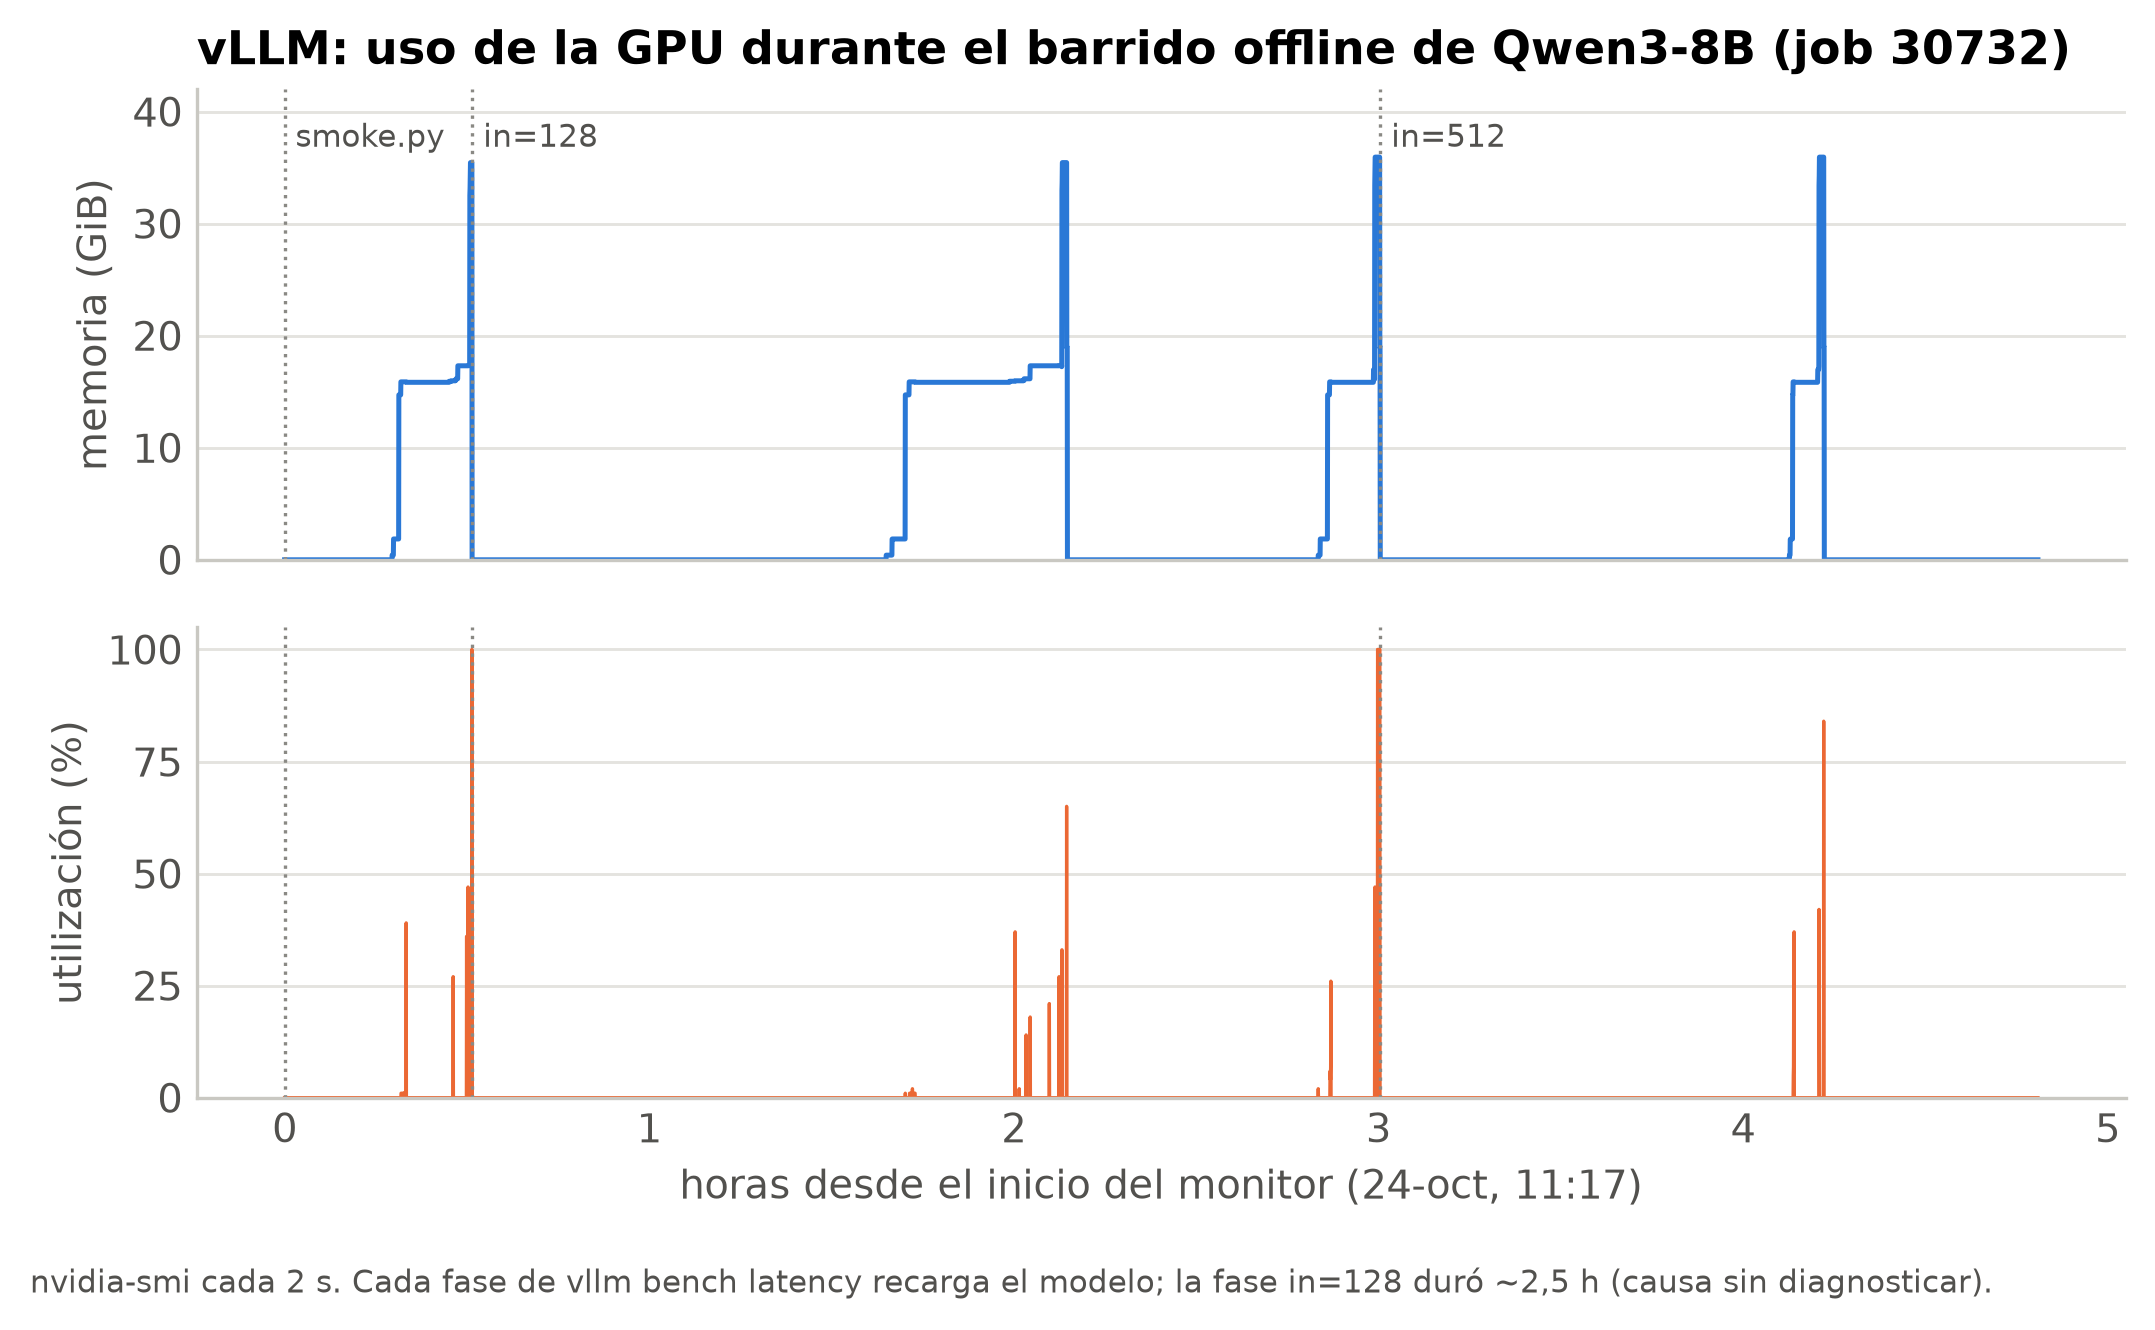 vLLM: uso de la GPU durante el barrido offline de Qwen3-8B (job 30732)
memoria (GiB)
40
30
20
10
0
smoke.py
in=128
in=512
utilización (%)
100
75
50
25
0
0 1 2 3 4 5
horas desde el inicio del monitor (24-oct, 11:17)
nvidia-smi cada 2 s. Cada fase de vllm bench latency recarga el modelo; la fase in=128 duró ~2,5 h (causa sin diagnosticar).